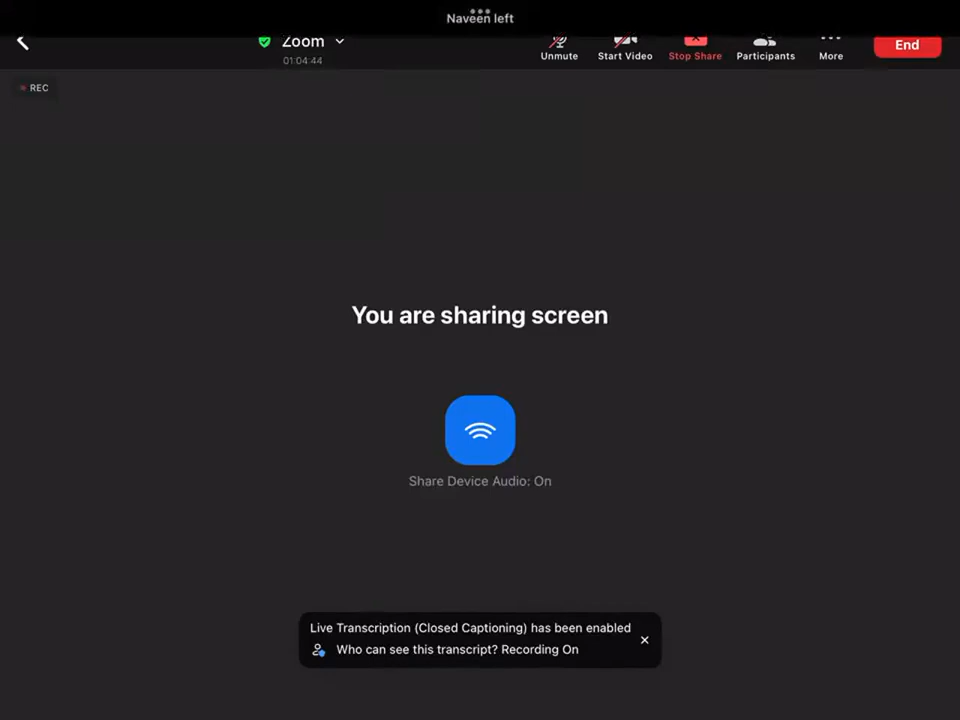 Naveen left
Zoom
01:04:44
Unmute
Start Video
Stop Share
Participants
More
End
REC
You are sharing screen
Share Device Audio: On
Live Transcription (Closed Captioning) has been enabled
Who can see this transcript? Recording On